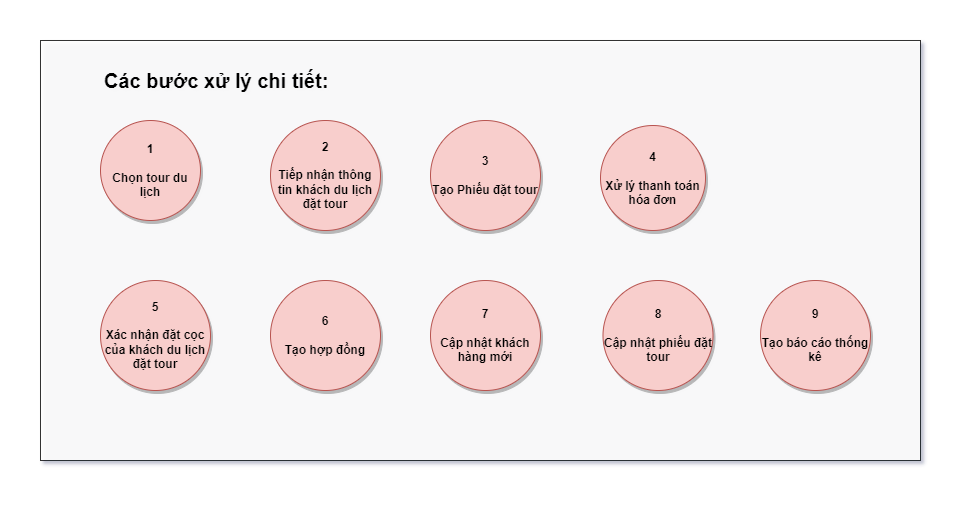 Các bước xử lý chi tiết:
1
Chọn tour du
lịch
2
Tiếp nhận thông
tin khách du lịch
đặt tour
3
Tạo Phiếu đặt tour
4
Xử lý thanh toán
hóa đơn
5
Xác nhận đặt cọc
của khách du lịch
đặt tour
6
Tạo hợp đồng
7
Cập nhật khách
hàng mới
8
Cập nhật phiếu đặt
tour
9
Tạo báo cáo thống
kê